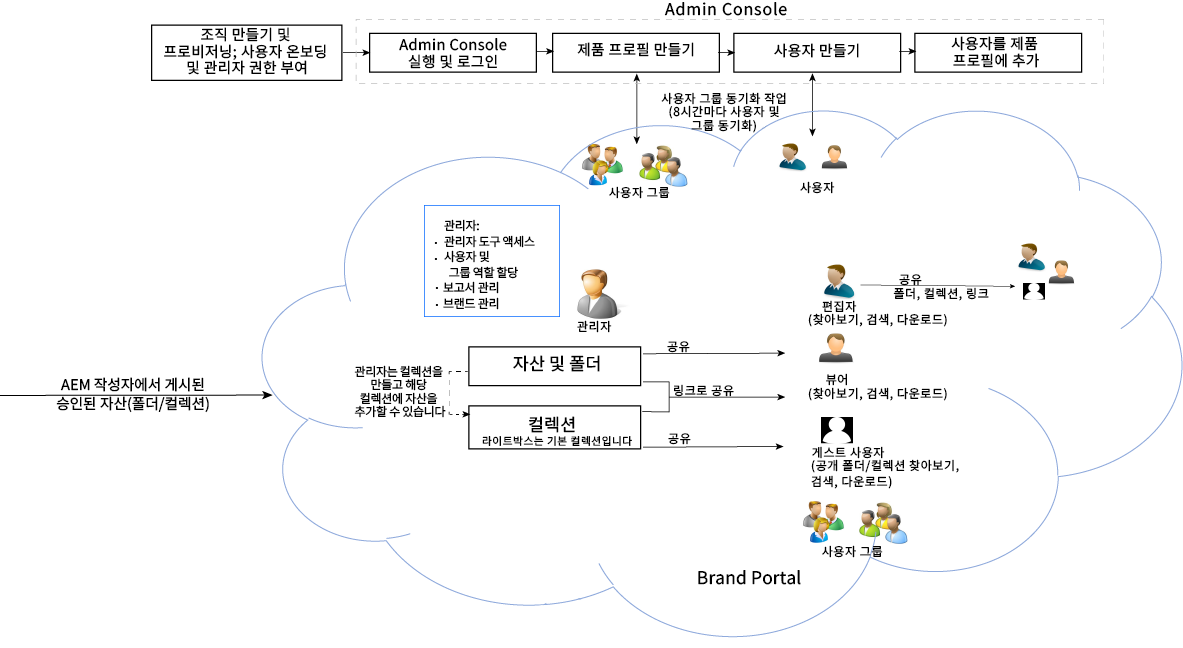 Admin Console
조직 만들기 및
프로비저닝; 사용자 온보딩
및 관리자 권한 부여
Admin Console
실행 및 로그인
제품 프로필 만들기
사용자 만들기
사용자를 제품
프로필에 추가
사용자 그룹 동기화 작업
(8시간마다 사용자 및
그룹 동기화)
사용자 그룹
사용자
관리자:
· 관리자 도구 액세스
· 사용자 및
그룹 역할 할당
· 보고서 관리
· 브랜드 관리
관리자
공유
폴더, 컬렉션, 링크
편집자
(찾아보기, 검색, 다운로드)
자산 및 폴더
공유
뷰어
(찾아보기, 검색, 다운로드)
관리자는 컬렉션을
만들고 해당
컬렉션에 자산을
추가할 수 있습니다
링크로 공유
AEM 작성자에서 게시된
승인된 자산(폴더/컬렉션)
컬렉션
라이트박스는 기본 컬렉션입니다
공유
게스트 사용자
(공개 폴더/컬렉션 찾아보기,
검색, 다운로드)
사용자 그룹
Brand Portal